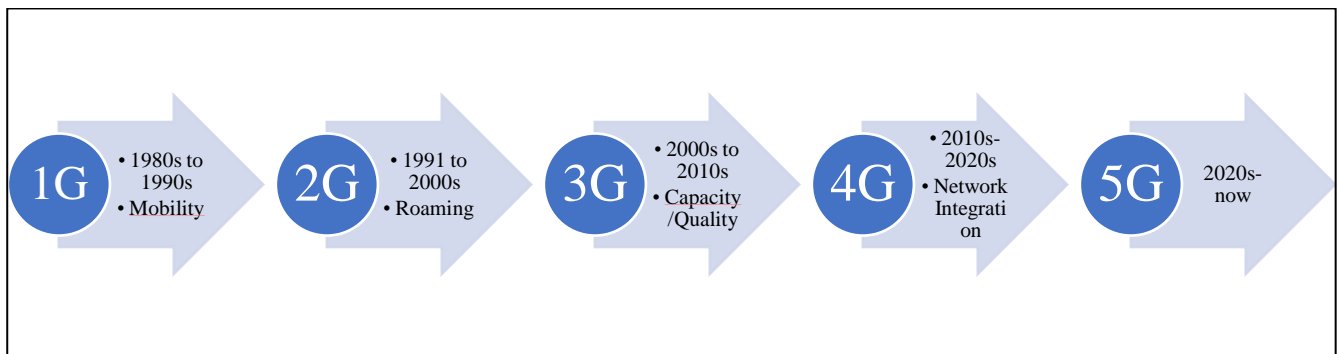 1G
• 1980s to
1990s
• Mobility
2G
• 1991 to
2000s
• Roaming
3G
• 2000s to
2010s
• Capacity
/Quality
4G
• 2010s-
2020s
• Network
Integrati
on
5G
2020s-
now